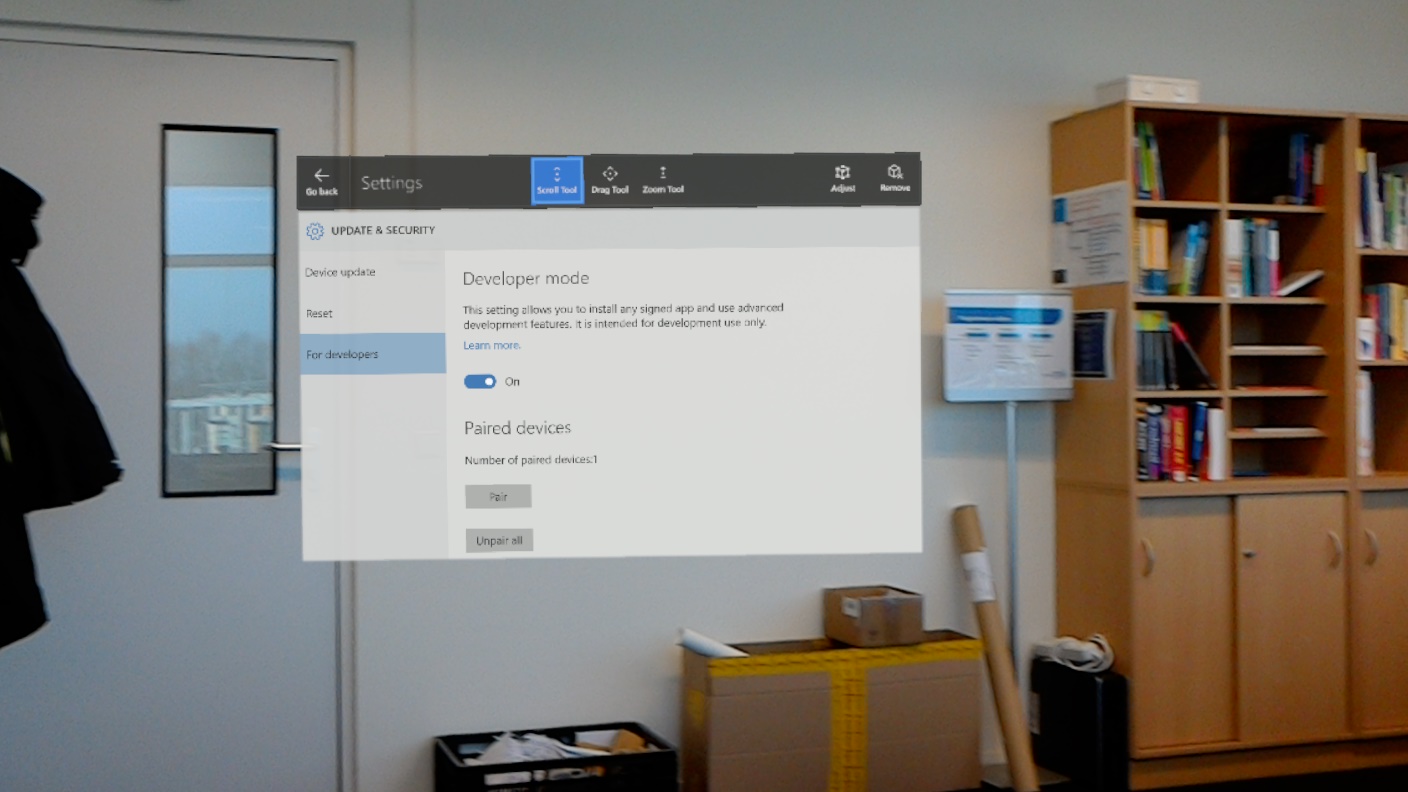 Go back
Settings
Scroll Tool
Drag Tool
Zoom Tool
Adjust
Remove
UPDATE & SECURITY
Device update
Reset
For developers
Developer mode
This setting allows you to install any signed app and use advanced
development features. It is intended for development use only.
Learn more.
On
Paired devices
Number of paired devices:1
Pair
Unpair all